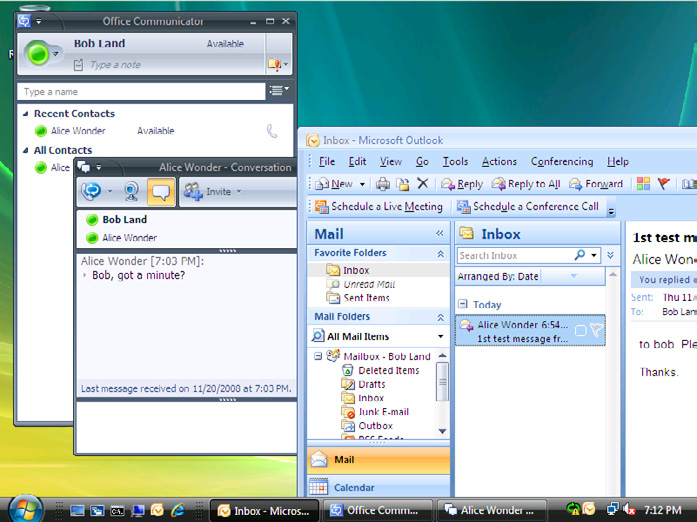 Office Communicator
Bob Land
Available
Type a note
Type a name
Recent Contacts
Alice Wonder Available
All Contacts
Alice
Alice Wonder - Conversation
Invite
Bob Land
Alice Wonder
Alice Wonder [7:03 PM]:
Bob, got a minute?
Last message received on 11/20/2008 at 7:03 PM.
Inbox - Microsoft Outlook
File Edit View Go Tools Actions Conferencing Help
New Reply Reply to All Forward
Schedule a Live Meeting Schedule a Conference Call
Mail
Favorite Folders
Inbox
Unread Mail
Sent Items
Mail Folders
All Mail Items
Mailbox - Bob Land
Deleted Items
Drafts
Inbox
Junk E-mail
Outbox
RSS Feeds
Mail
Calendar
Inbox
Search Inbox
Arranged By: Date
Today
Alice Wonder 6:54...
1st test message fr...
1st test m
Alice Won
You replied
Sent: Thu 11
To: Bob Lan
to bob. Ple
Thanks.
Inbox - Micros...
Office Comm...
Alice Wonder ...
7:12 PM